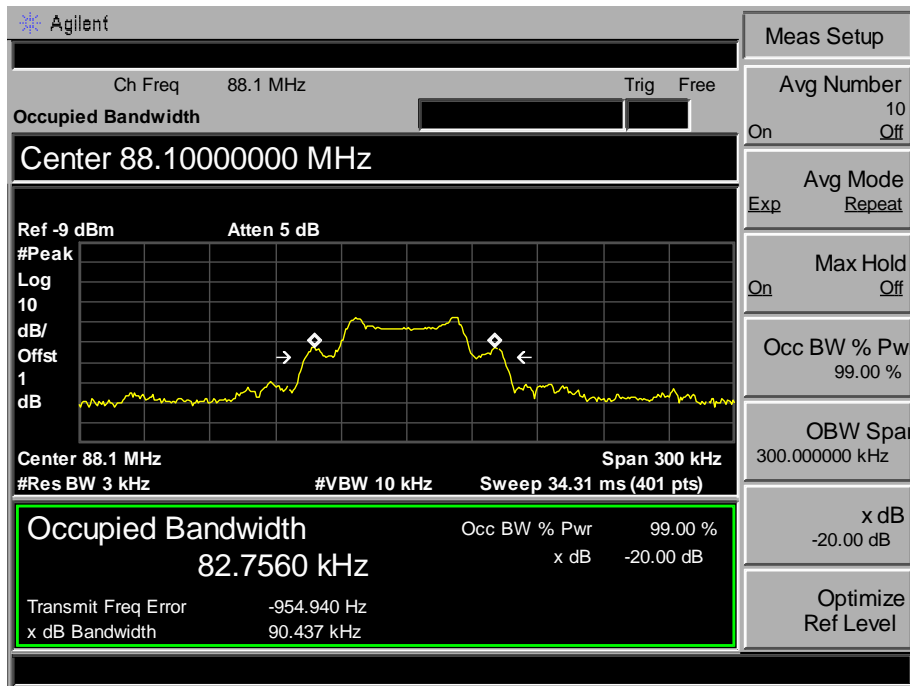 Agilent
Meas Setup
Ch Freq 88.1 MHz Trig Free
Occupied Bandwidth
Center 88.10000000 MHz
Ref -9 dBm Atten 5 dB
#Peak
Log
10
dB/
Offst
1
dB
Center 88.1 MHz Span 300 kHz
#Res BW 3 kHz #VBW 10 kHz Sweep 34.31 ms (401 pts)
Occupied Bandwidth
82.7560 kHz
Occ BW % Pwr 99.00 %
x dB -20.00 dB
Transmit Freq Error -954.940 Hz
x dB Bandwidth 90.437 kHz
Avg Number
10
On Off
Avg Mode
Exp Repeat
Max Hold
On Off
Occ BW % Pw
99.00 %
OBW Spa
300.000000 kHz
x dB
-20.00 dB
Optimize
Ref Level